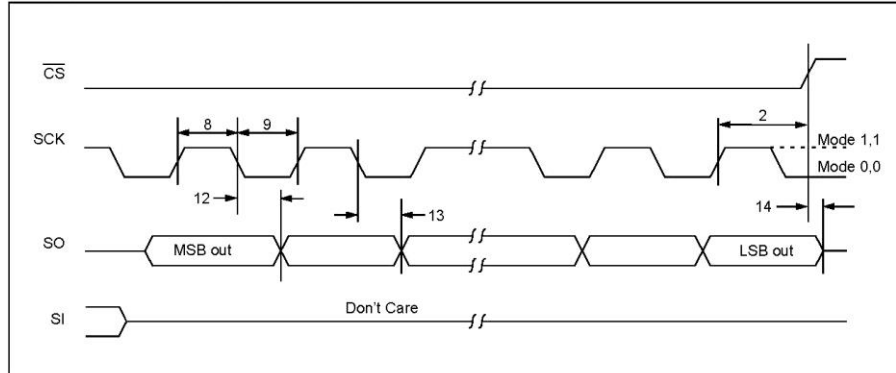 CS
SCK
8
9
2
Mode 1,1
Mode 0,0
12
13
14
SO
MSB out
LSB out
SI
Don't Care